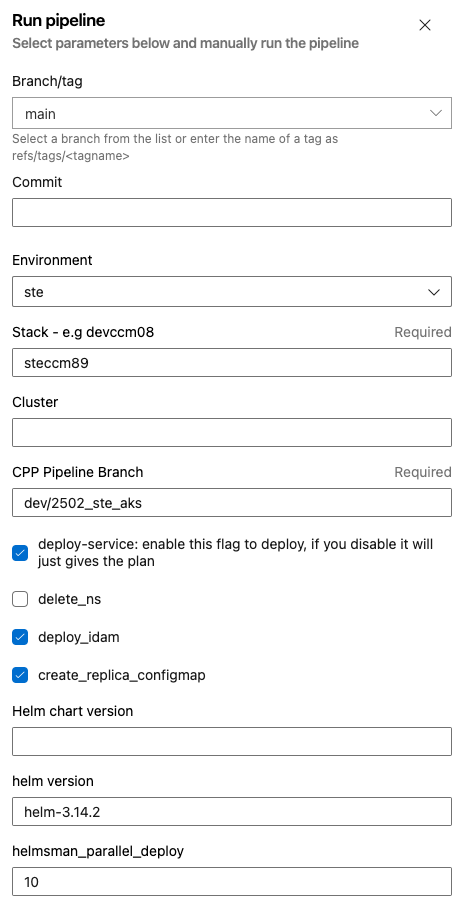 Run pipeline
Select parameters below and manually run the pipeline
Branch/tag
main
Select a branch from the list or enter the name of a tag as
refs/tags/<tagname>
Commit
Environment
ste
Stack - e.g devccm08 Required
steccm89
Cluster
CPP Pipeline Branch Required
dev/2502_ste_aks
deploy-service: enable this flag to deploy, if you disable it will
just gives the plan
delete_ns
deploy_idam
create_replica_configmap
Helm chart version
helm version
helm-3.14.2
helmsman_parallel_deploy
10